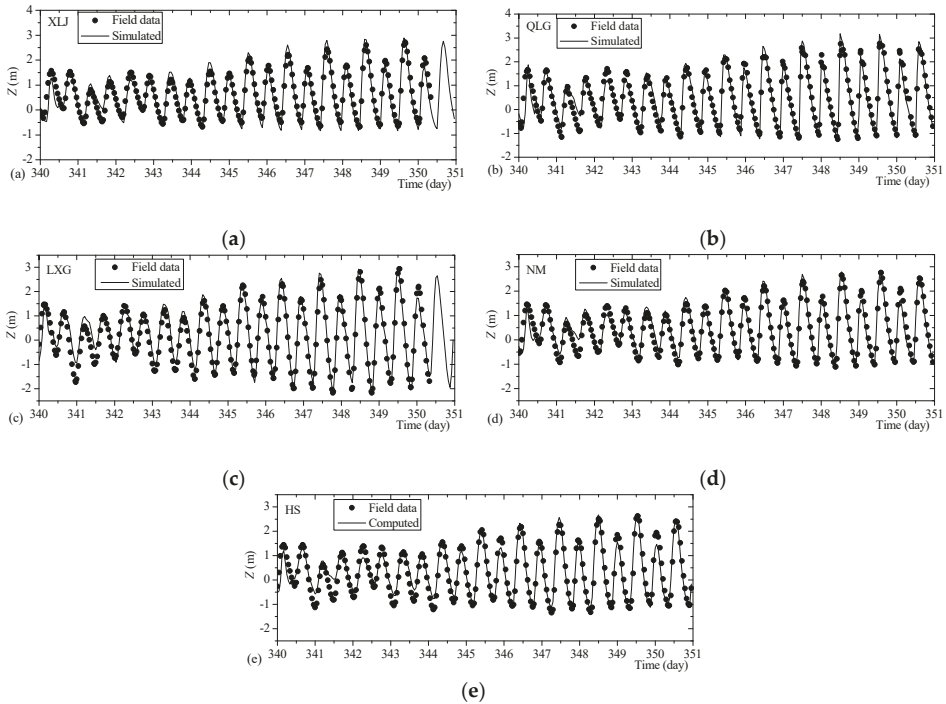 XLJ
Field data
Simulated
Z (m)
4
3
2
1
0
-1
-2
340 341 342 343 344 345 346 347 348 349 350 351
Time (day)
(a)
QLG
Field data
Simulated
Z (m)
4
3
2
1
0
-1
-2
340 341 342 343 344 345 346 347 348 349 350 351
Time (day)
(b)
(a)
(b)
LXG
Field data
Simulated
Z (m)
3
2
1
0
-1
-2
340 341 342 343 344 345 346 347 348 349 350 351
Time (day)
(c)
NM
Field data
Simulated
Z (m)
3
2
1
0
-1
-2
340 341 342 343 344 345 346 347 348 349 350 351
Time (day)
(d)
(c)
(d)
HS
Field data
Computed
Z (m)
3
2
1
0
-1
-2
340 341 342 343 344 345 346 347 348 349 350 351
Time (day)
(e)
(e)